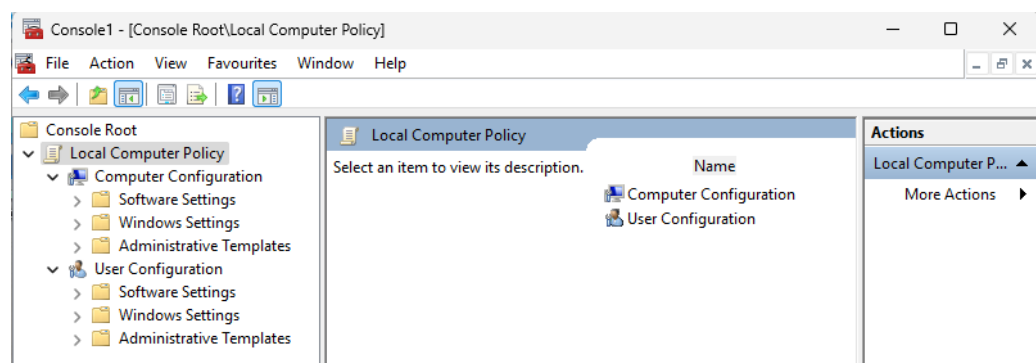 Console1 - [Console Root\Local Computer Policy]
File Action View Favourites Window Help
Console Root
Local Computer Policy
Computer Configuration
Software Settings
Windows Settings
Administrative Templates
User Configuration
Software Settings
Windows Settings
Administrative Templates
Local Computer Policy
Select an item to view its description.
Name
Computer Configuration
User Configuration
Actions
Local Computer P...
More Actions